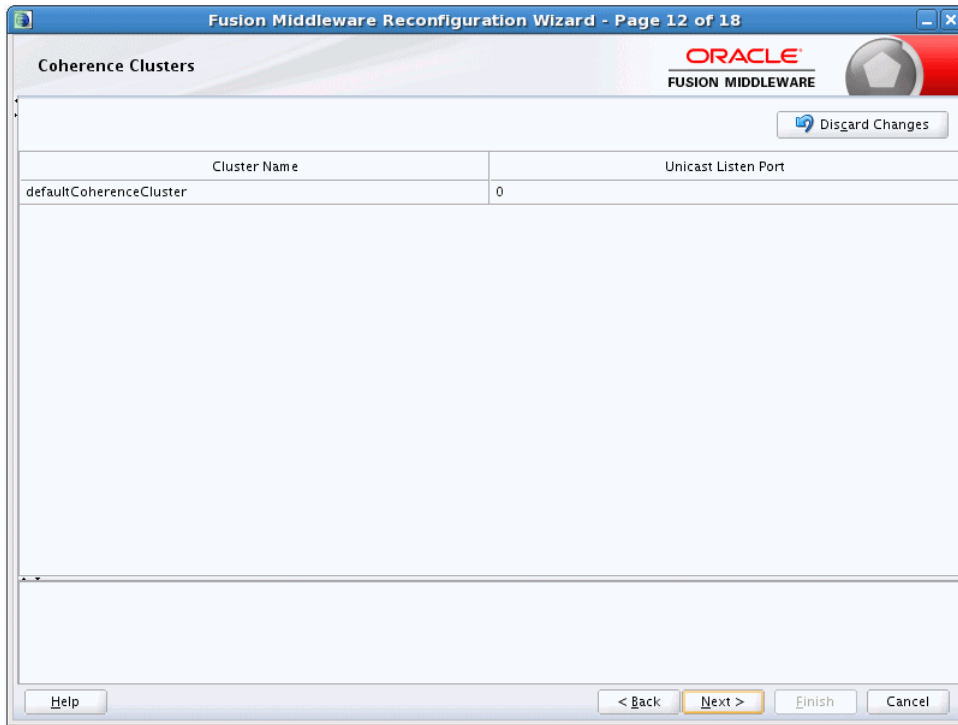 Fusion Middleware Reconfiguration Wizard - Page 12 of 18
Coherence Clusters
ORACLE
FUSION MIDDLEWARE
Discard Changes
Cluster Name Unicast Listen Port
defaultCoherenceCluster 0
Help < Back Next > Finish Cancel